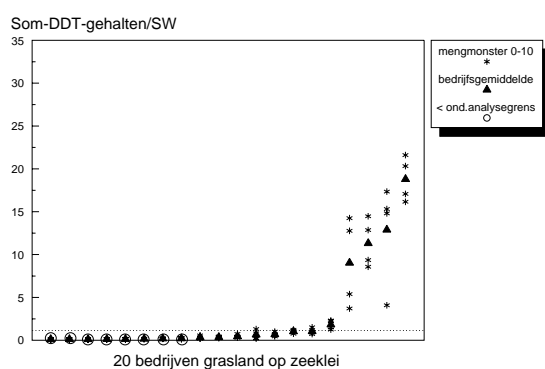 Som-DDT-gehalten/SW
35
30
25
20
15
10
5
0
20 bedrijven grasland op zeeklei
mengmonster 0-10
bedrijfsgemiddelde
< ond.analysegrens